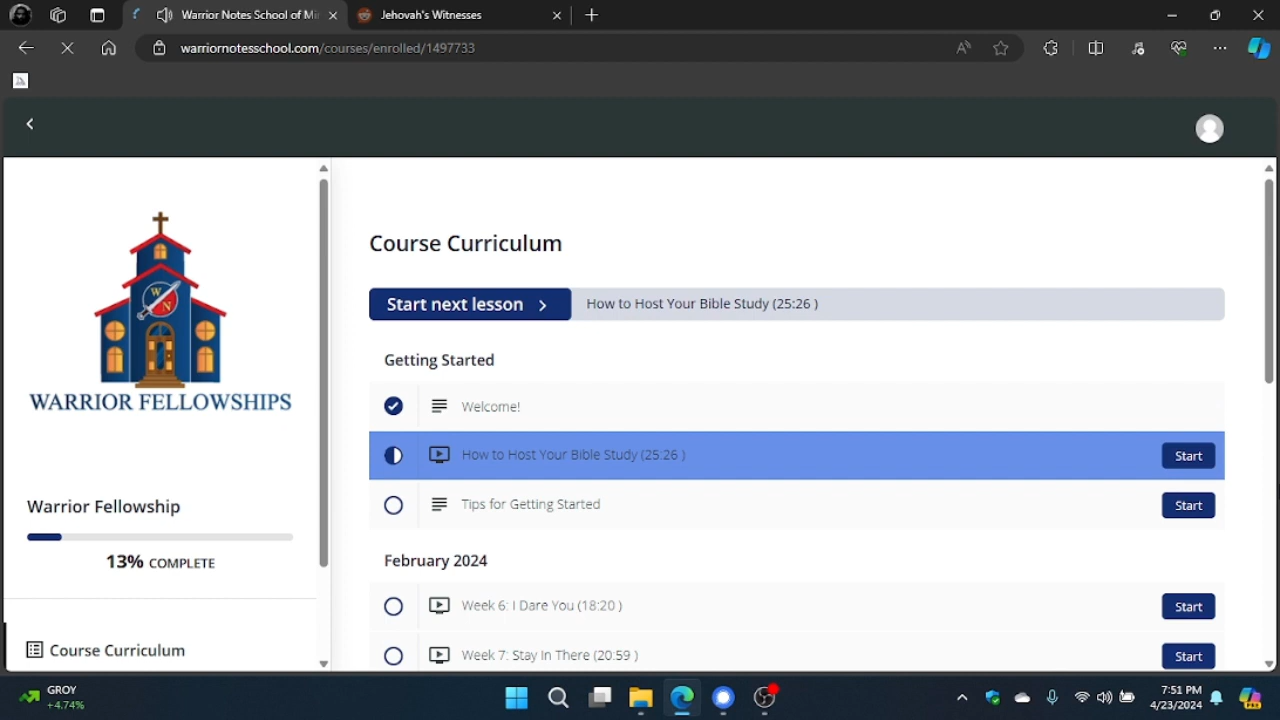 Warrior Notes School of Mi
Jehovah's Witnesses
warriornotesschool.com/courses/enrolled/1497733
W N
WARRIOR FELLOWSHIPS
Warrior Fellowship
13% COMPLETE
Course Curriculum
Course Curriculum
Start next lesson
How to Host Your Bible Study (25:26 )
Getting Started
Welcome!
How to Host Your Bible Study (25:26 )
Start
Tips for Getting Started
Start
February 2024
Week 6: I Dare You (18:20 )
Start
Week 7: Stay In There (20:59 )
Start
GROY
+4.74%
7:51 PM
4/23/2024